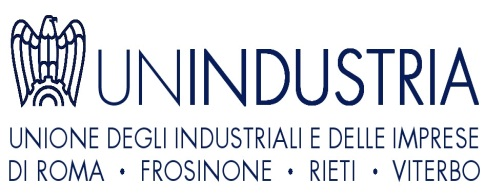 UNINDUSTRIA
UNIONE DEGLI INDUSTRIALI E DELLE IMPRESE
DI ROMA • FROSINONE • RIETI • VITERBO